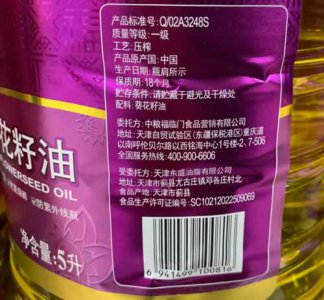 产品标准号:Q/02A3248S
质量等级:一级
工艺:压榨
产品原产国:中国
生产日期:瓶肩所示
保质期:18个月
贮存条件:请贮藏于避光及干燥处
配料:葵花籽油
委托方:中粮福临门食品营销有限公司
地址:天津自贸试验区(东疆保税港区)重庆道
以南呼伦贝尔路以西铭海中心1号楼-2、7-506
全国服务热线:400-900-6606
受委托方:天津东盛油脂有限公司
地址:天津市蓟县尤古庄镇邓各庄村北
产地:天津市蓟县
食品生产许可证编号:SC10212022509069
6 941499 100816
花籽油
WERSEED OIL
防紫外线瓶
净含量:5升